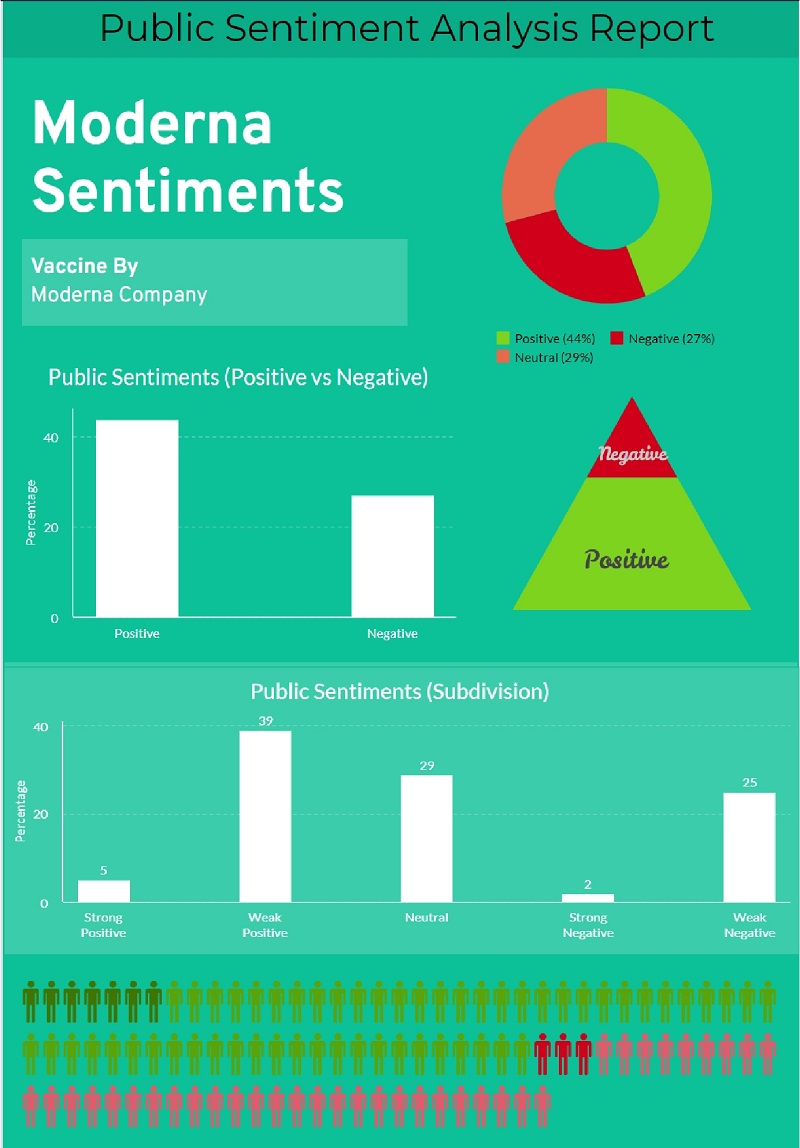 Public Sentiment Analysis Report
Moderna
Sentiments
Vaccine By
Moderna Company
Positive (44%) Negative (27%)
Neutral (29%)
Public Sentiments (Positive vs Negative)
Percentage
40
20
0
Positive Negative
Negative
Positive
Public Sentiments (Subdivision)
Percentage
40
20
0
5 39 29 2 25
Strong Weak Neutral Strong Weak
Positive Positive Negative Negative